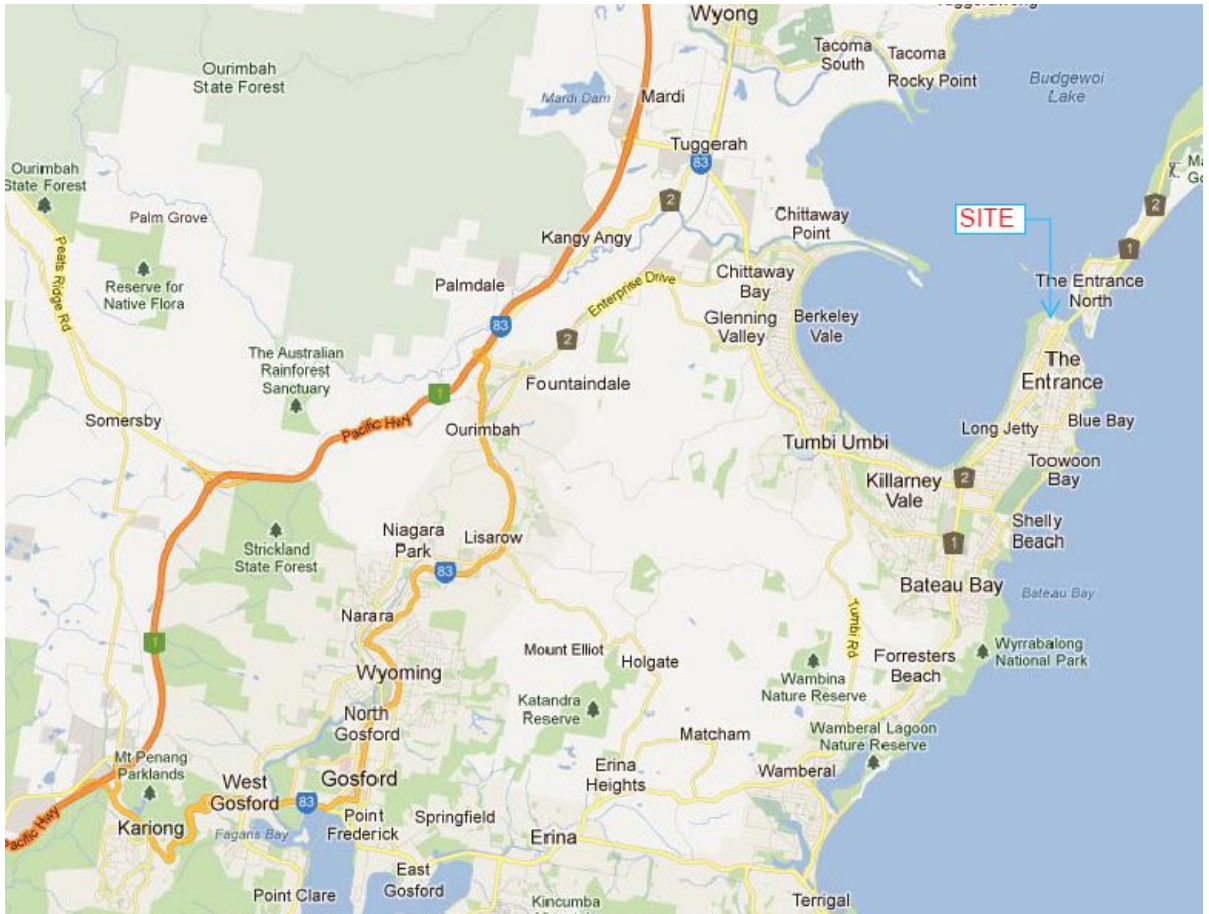 Wyong
Tacoma
South
Tacoma
Rocky Point
Budgewoi
Lake
Ourimbah
State Forest
Mardi Dam
Mardi
Tuggerah
83
Ourimbah
State Forest
Palm Grove
2
2
SITE
Chittaway
Point
Kangy Angy
1
Peats Ridge Rd
Reserve for
Native Flora
Palmdale
Enterprise Drive
Chittaway
Bay
The Entrance
North
Glenning
Valley
Berkeley
Vale
83
2
The Australian
Rainforest
Sanctuary
Fountaindale
The
Entrance
1
Somersby
Pacific Hwy
Ourimbah
Tumbi Umbi
Long Jetty
Blue Bay
Toowoon
Bay
Killarney
Vale
2
Strickland
State Forest
Niagara
Park
Lisarow
Shelly
Beach
1
83
Bateau Bay
Bateau Bay
Narara
Tumbi Rd
1
Mount Elliot
Holgate
Wyrrabalong
National Park
Wyoming
Wambina
Nature Reserve
Forresters
Beach
Katandra
Reserve
North
Gosford
Matcham
Wamberal Lagoon
Nature Reserve
Mt Penang
Parklands
West
Gosford
Gosford
Erina
Heights
Wamberal
83
Kariong
Fagans Bay
Point
Frederick
Springfield
Erina
Pacific Hwy
East
Gosford
Point Clare
Kincumba
Terrigal